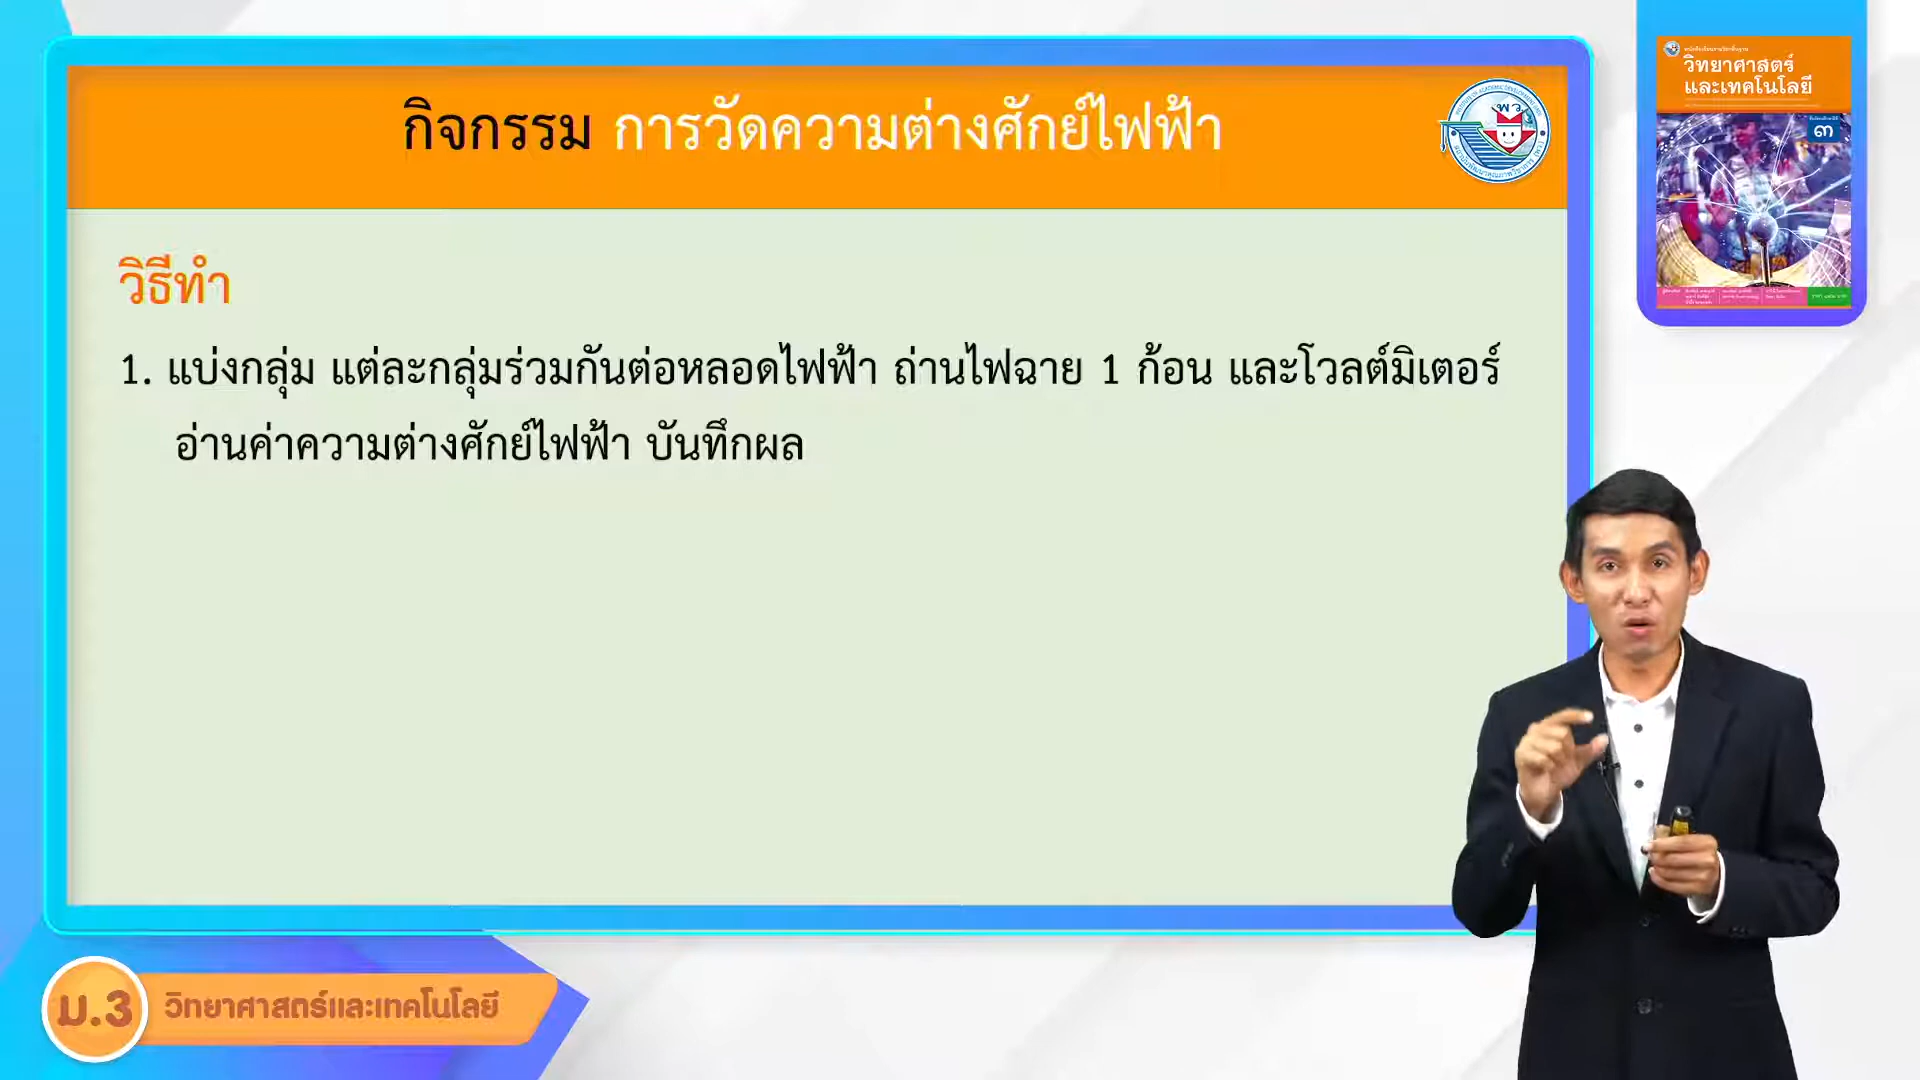 กิจกรรม การวัดความต่างศักย์ไฟฟ้า
พว.
วิทยาศาสตร์
และเทคโนโลยี
๓
วิธีทำ
1. แบ่งกลุ่ม แต่ละกลุ่มร่วมกันต่อหลอดไฟฟ้า ถ่านไฟฉาย 1 ก้อน และโวลต์มิเตอร์
อ่านค่าความต่างศักย์ไฟฟ้า บันทึกผล
ม.3 วิทยาศาสตร์และเทคโนโลยี